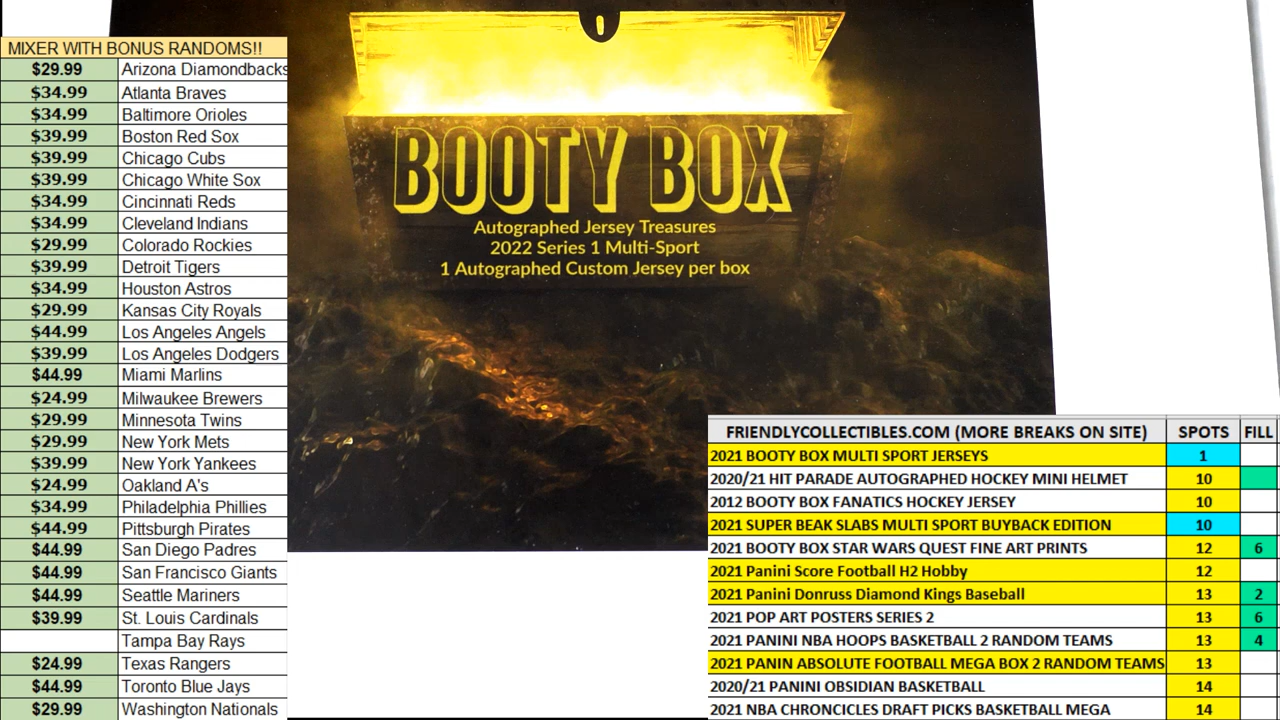 MIXER WITH BONUS RANDOMS!!
$29.99 Arizona Diamondbacks
$34.99 Atlanta Braves
$34.99 Baltimore Orioles
$39.99 Boston Red Sox
$39.99 Chicago Cubs
$39.99 Chicago White Sox
$34.99 Cincinnati Reds
$34.99 Cleveland Indians
$29.99 Colorado Rockies
$39.99 Detroit Tigers
$34.99 Houston Astros
$29.99 Kansas City Royals
$44.99 Los Angeles Angels
$39.99 Los Angeles Dodgers
$44.99 Miami Marlins
$24.99 Milwaukee Brewers
$29.99 Minnesota Twins
$29.99 New York Mets
$39.99 New York Yankees
$24.99 Oakland A's
$34.99 Philadelphia Phillies
$44.99 Pittsburgh Pirates
$44.99 San Diego Padres
$44.99 San Francisco Giants
$44.99 Seattle Mariners
$39.99 St. Louis Cardinals
Tampa Bay Rays
$24.99 Texas Rangers
$44.99 Toronto Blue Jays
$29.99 Washington Nationals
BOOTY BOX
Autographed Jersey Treasures
2022 Series 1 Multi-Sport
1 Autographed Custom Jersey per box
FRIENDLYCOLLECTIBLES.COM (MORE BREAKS ON SITE) SPOTS FILL
2021 BOOTY BOX MULTI SPORT JERSEYS 1
2020/21 HIT PARADE AUTOGRAPHED HOCKEY MINI HELMET 10
2012 BOOTY BOX FANATICS HOCKEY JERSEY 10
2021 SUPER BEAK SLABS MULTI SPORT BUYBACK EDITION 10
2021 BOOTY BOX STAR WARS QUEST FINE ART PRINTS 12 6
2021 Panini Score Football H2 Hobby 12
2021 Panini Donruss Diamond Kings Baseball 13 2
2021 POP ART POSTERS SERIES 2 13 6
2021 PANINI NBA HOOPS BASKETBALL 2 RANDOM TEAMS 13 4
2021 PANIN ABSOLUTE FOOTBALL MEGA BOX 2 RANDOM TEAMS 13
2020/21 PANINI OBSIDIAN BASKETBALL 14
2021 NBA CHRONCICLES DRAFT PICKS BASKETBALL MEGA 14